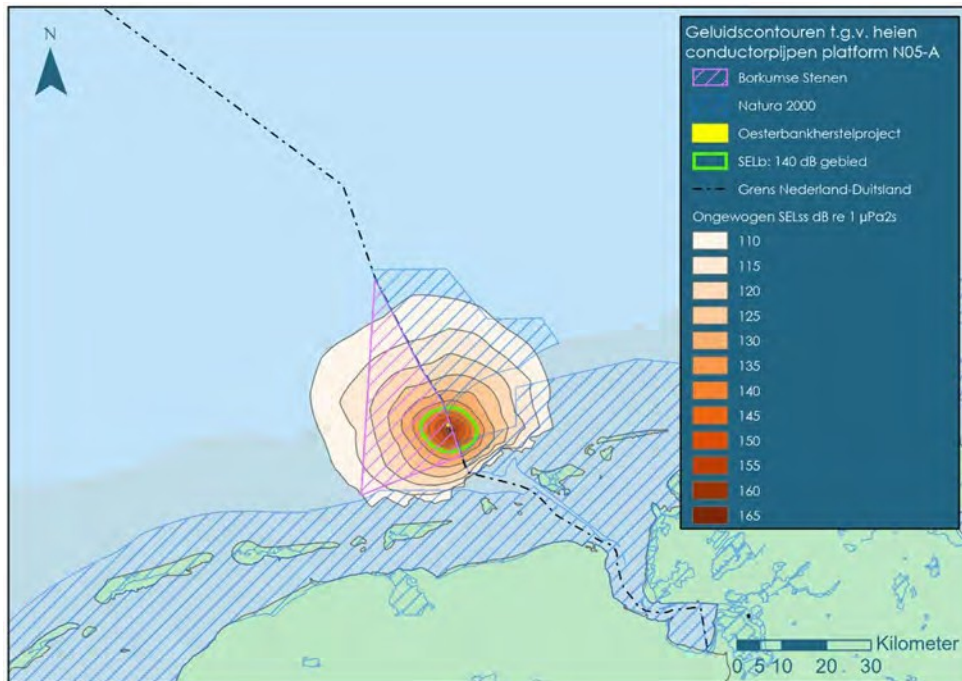 N
Geluidscontouren t.g.v. heien
conductorpijpen platform N05-A
Borkumse Stenen
Natura 2000
Oesterbankherstelproject
SELb: 140 dB gebied
Grens Nederland-Duitsland
Ongewogen SELss dB re 1 µPa2s
110
115
120
125
130
135
140
145
150
155
160
165
Kilometer
0 5 10 20 30